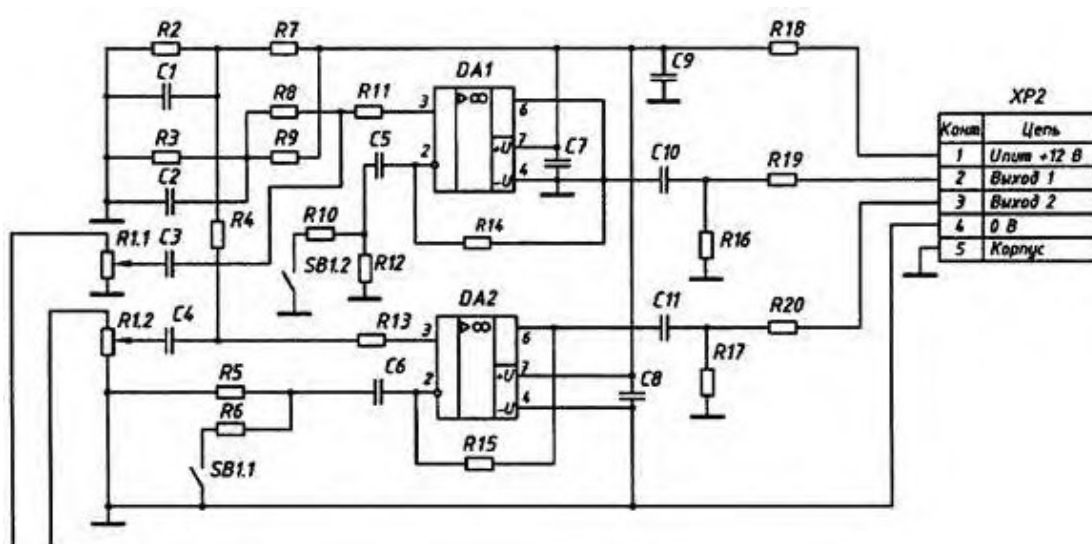 R2 R7 R18
C1 DA1 C9
R8 R11 3 6
XP2
Конт Цепь
R3 R9 C5 +U 7 C7 C10 R19
1 Uпит +12 В
2 -U 4
2 Выход 1
C2
3 Выход 2
R4 R10 R14 R16
4 0 В
5 Корпус
R1.1 C3 SB1.2 R12
DA2 C11 R20
R1.2 C4 R13 3 6
R17
R5 C6 2 +U 7 C8
-U 4
R6
R15
SB1.1